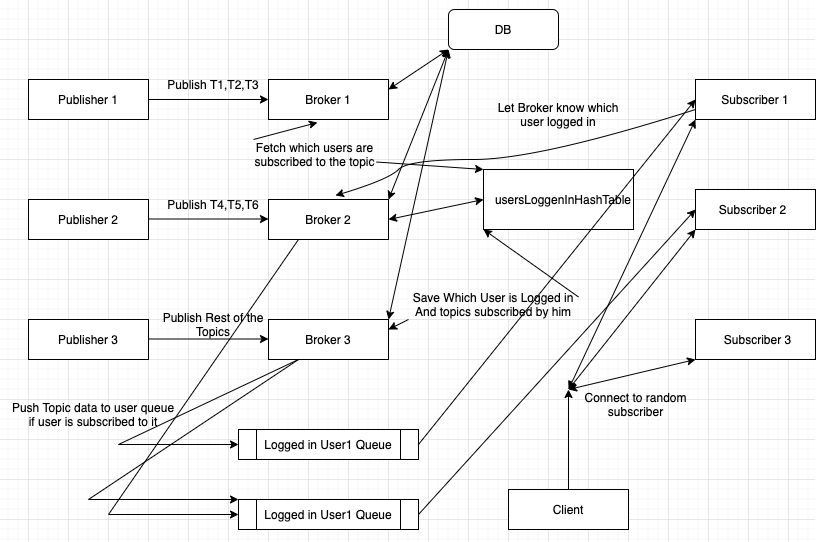 DB
Publish T1,T2,T3
Publisher 1
Broker 1
Subscriber 1
Let Broker know which
user logged in
Fetch which users are
subscribed to the topic
usersLoggenInHashTable
Publish T4,T5,T6
Publisher 2
Broker 2
Subscriber 2
Save Which User is Logged in
And topics subscribed by him
Publish Rest of the
Topics
Publisher 3
Broker 3
Subscriber 3
Connect to random
subscriber
Push Topic data to user queue
if user is subscribed to it
Logged in User1 Queue
Logged in User1 Queue
Client